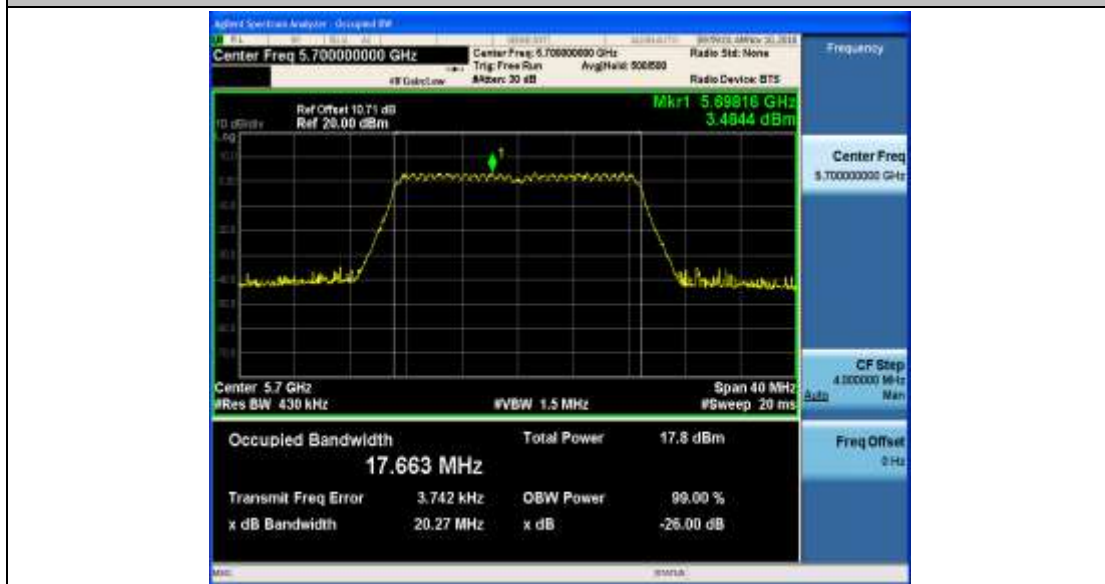 Agilent Spectrum Analyzer - Occupied BW
Center Freq 5.700000000 GHz
Center Freq: 5.700000000 GHz
Radio Std: None
Trig: Free Run Avg|Hold: 500/500
#IFGain:Low #Atten: 30 dB Radio Device: BTS
Frequency
Ref Offset 10.71 dB
10 dB/div Ref 20.00 dBm
Mkr1 5.69816 GHz
3.4844 dBm
Log
1
Center Freq
5.700000000 GHz
Center 5.7 GHz Span 40 MHz
#Res BW 430 kHz #VBW 1.5 MHz #Sweep 20 ms
CF Step
4.000000 MHz
Auto Man
Occupied Bandwidth Total Power 17.8 dBm
17.663 MHz
Freq Offset
0 Hz
Transmit Freq Error 3.742 kHz OBW Power 99.00 %
x dB Bandwidth 20.27 MHz x dB -26.00 dB
MSG STATUS